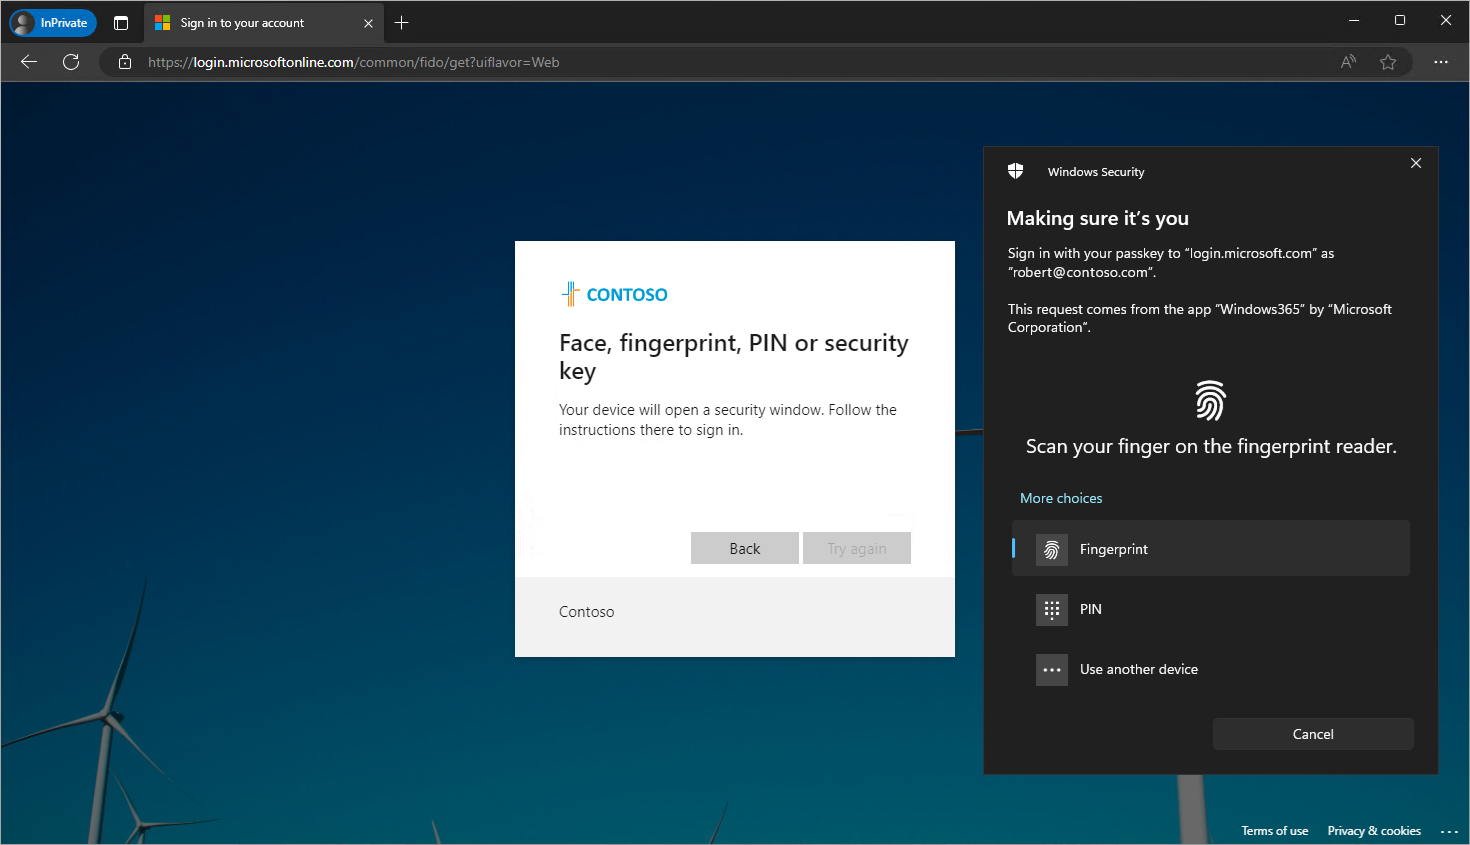 InPrivate
Sign in to your account
https://login.microsoftonline.com/common/fido/get?uiflavor=Web
CONTOSO
Face, fingerprint, PIN or security
key
Your device will open a security window. Follow the
instructions there to sign in.
Back
Try again
Contoso
Windows Security
Making sure it’s you
Sign in with your passkey to “login.microsoft.com” as
“robert@contoso.com”.
This request comes from the app “Windows365” by “Microsoft
Corporation”.
Scan your finger on the fingerprint reader.
More choices
Fingerprint
PIN
Use another device
Cancel
Terms of use
Privacy & cookies